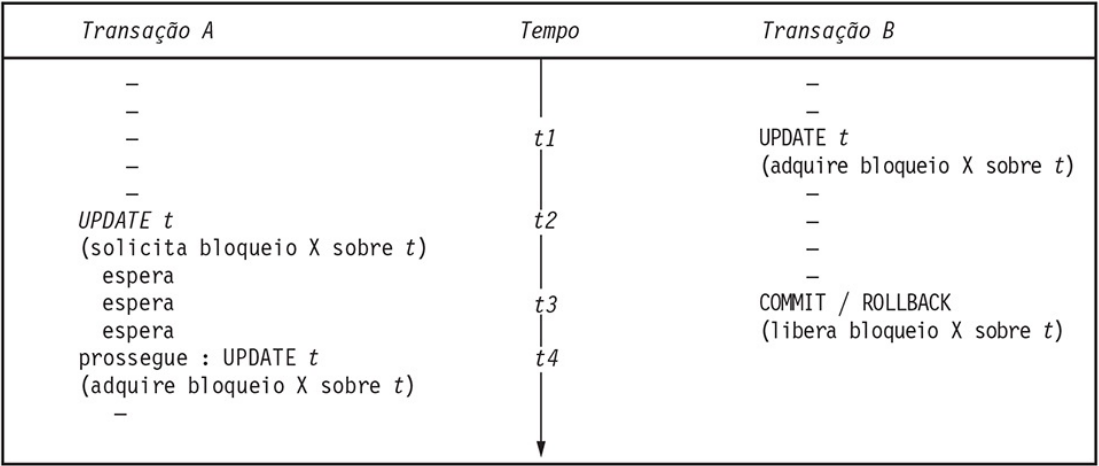 Transação A Tempo Transação B
–  –
–  –
– t1 UPDATE t
– (adquire bloqueio X sobre t)
–  –
UPDATE t t2 –
(solicita bloqueio X sobre t) –
espera –
espera t3 COMMIT / ROLLBACK
espera (libera bloqueio X sobre t)
prossegue : UPDATE t t4
(adquire bloqueio X sobre t)
–